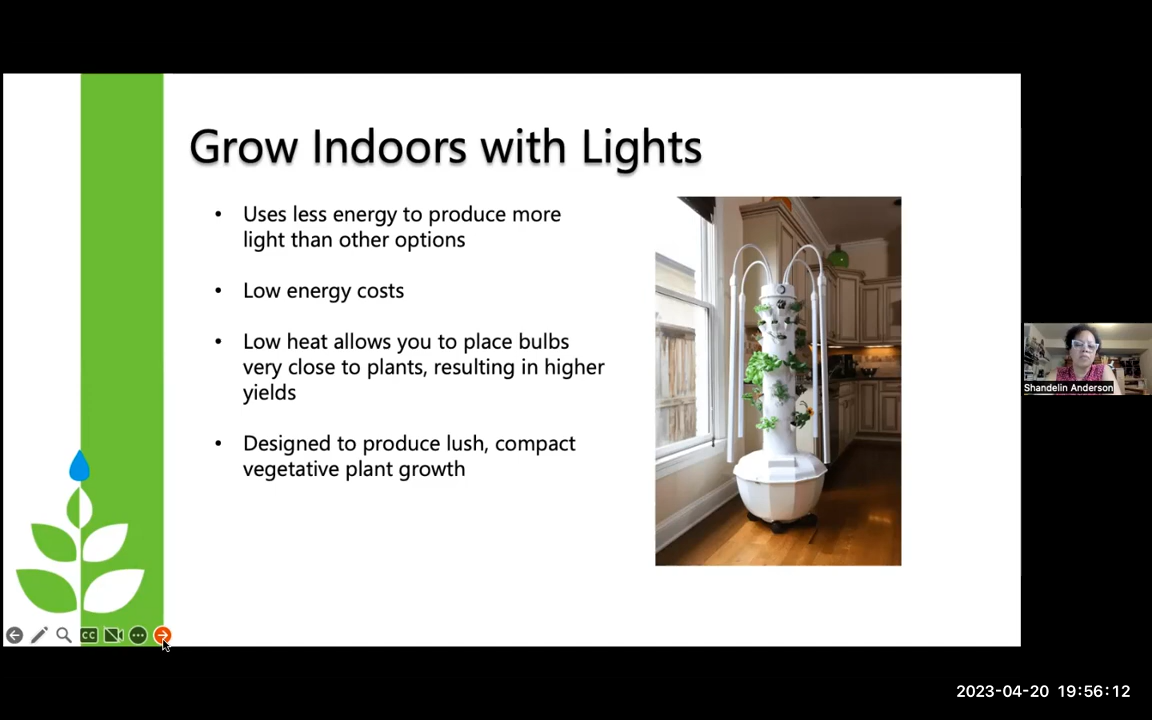 Grow Indoors with Lights
• Uses less energy to produce more
light than other options
• Low energy costs
• Low heat allows you to place bulbs
very close to plants, resulting in higher
yields
• Designed to produce lush, compact
vegetative plant growth
Shandelin Anderson
CC
2023-04-20 19:56:12